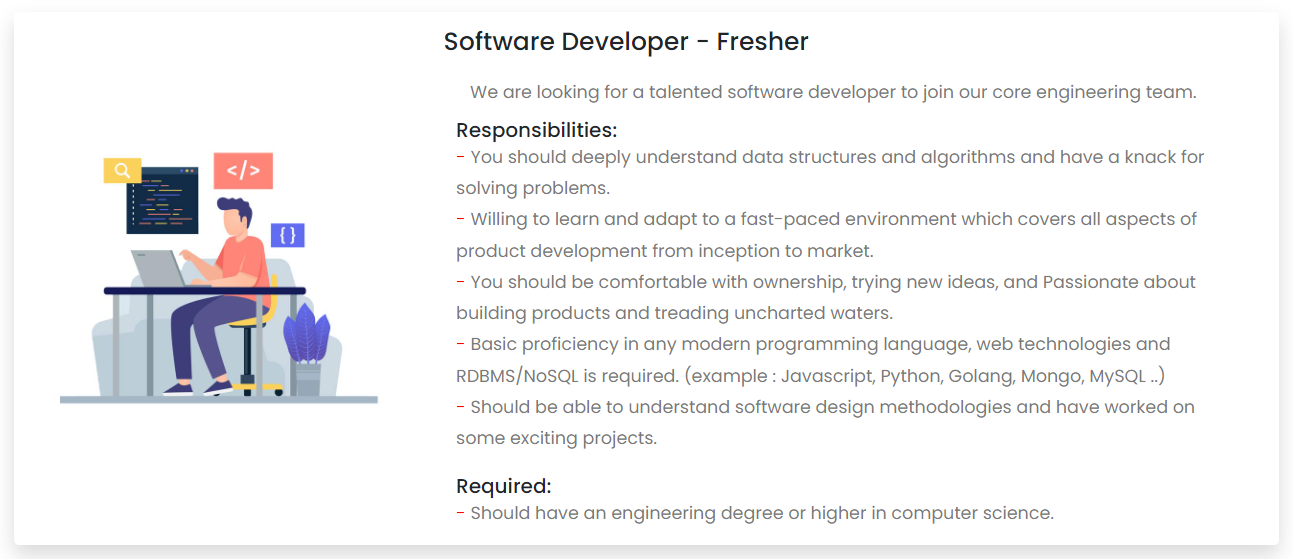 Software Developer - Fresher
We are looking for a talented software developer to join our core engineering team.
Responsibilities:
- You should deeply understand data structures and algorithms and have a knack for
solving problems.
- Willing to learn and adapt to a fast-paced environment which covers all aspects of
product development from inception to market.
- You should be comfortable with ownership, trying new ideas, and Passionate about
building products and treading uncharted waters.
- Basic proficiency in any modern programming language, web technologies and
RDBMS/NoSQL is required. (example : Javascript, Python, Golang, Mongo, MySQL ..)
- Should be able to understand software design methodologies and have worked on
some exciting projects.
Required:
- Should have an engineering degree or higher in computer science.
</> 
{ }